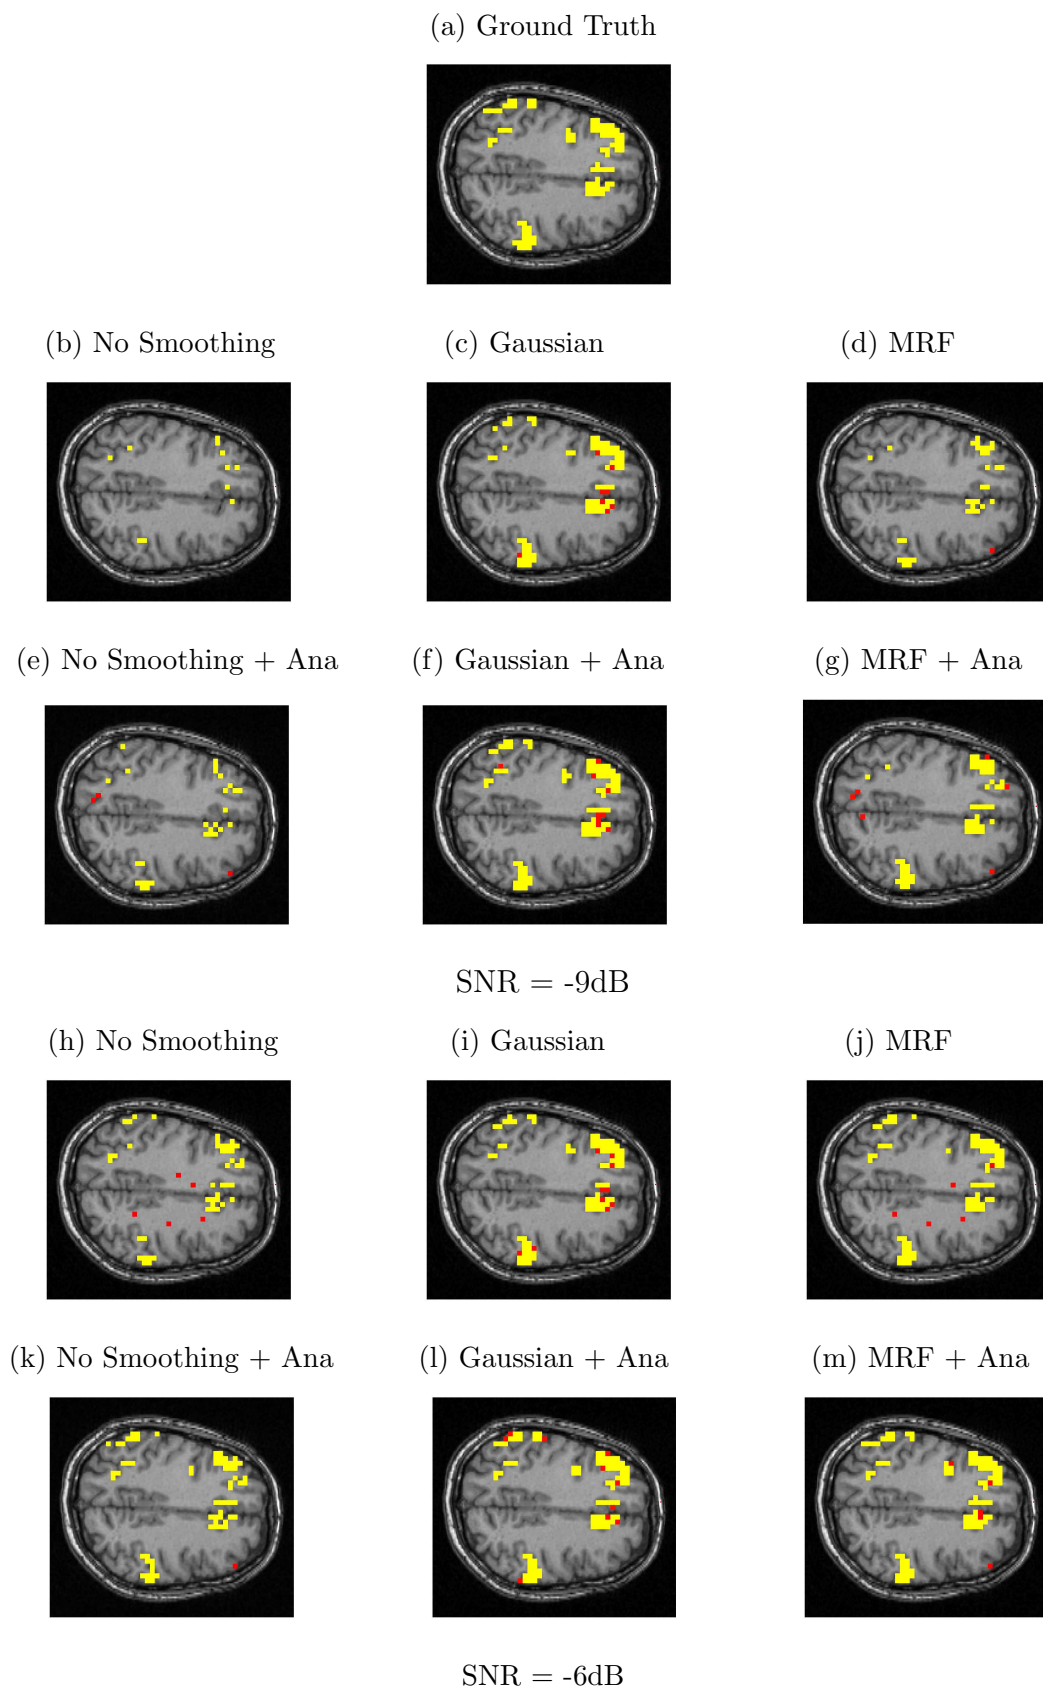 (a) Ground Truth
(b) No Smoothing
(c) Gaussian
(d) MRF
(e) No Smoothing + Ana
(f) Gaussian + Ana
(g) MRF + Ana
SNR = -9dB
(h) No Smoothing
(i) Gaussian
(j) MRF
(k) No Smoothing + Ana
(l) Gaussian + Ana
(m) MRF + Ana
SNR = -6dB